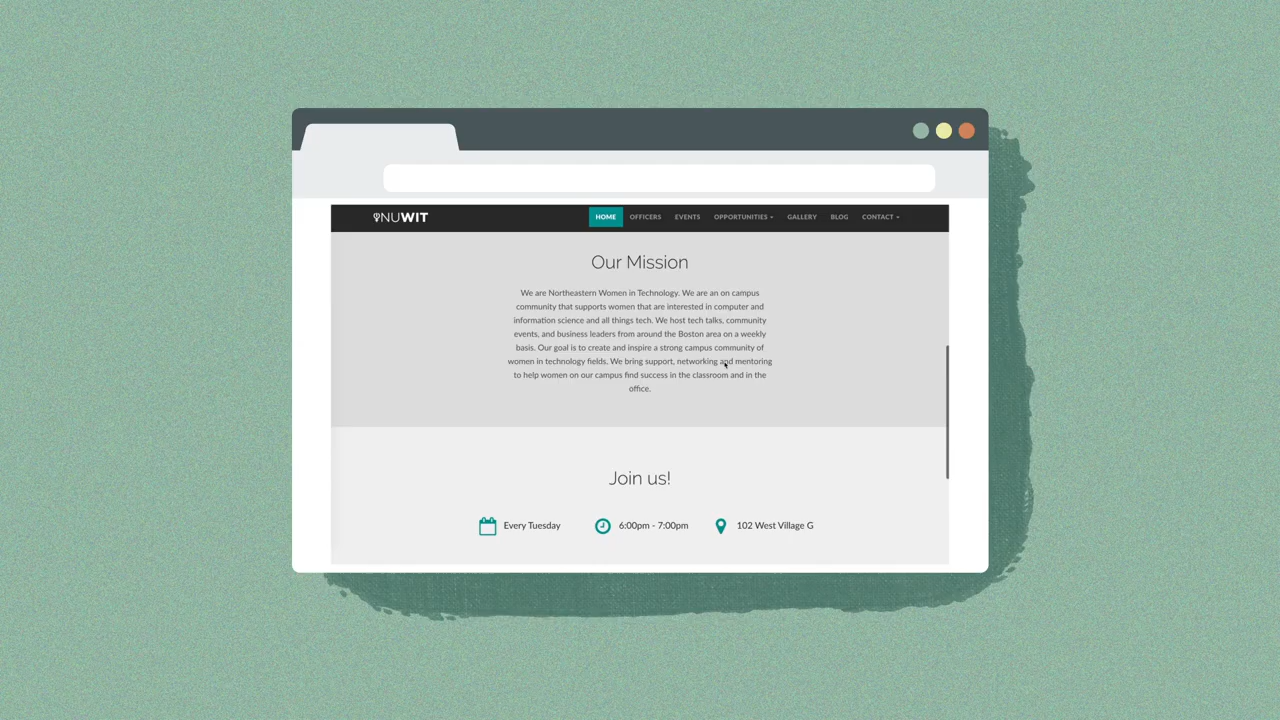 NUWIT
HOME OFFICERS EVENTS OPPORTUNITIES GALLERY BLOG CONTACT
Our Mission
We are Northeastern Women in Technology. We are an on campus
community that supports women that are interested in computer and
information science and all things tech. We host tech talks, community
events, and business leaders from around the Boston area on a weekly
basis. Our goal is to create and inspire a strong campus community of
women in technology fields. We bring support, networking and mentoring
to help women on our campus find success in the classroom and in the
office.
Join us!
Every Tuesday 6:00pm - 7:00pm 102 West Village G